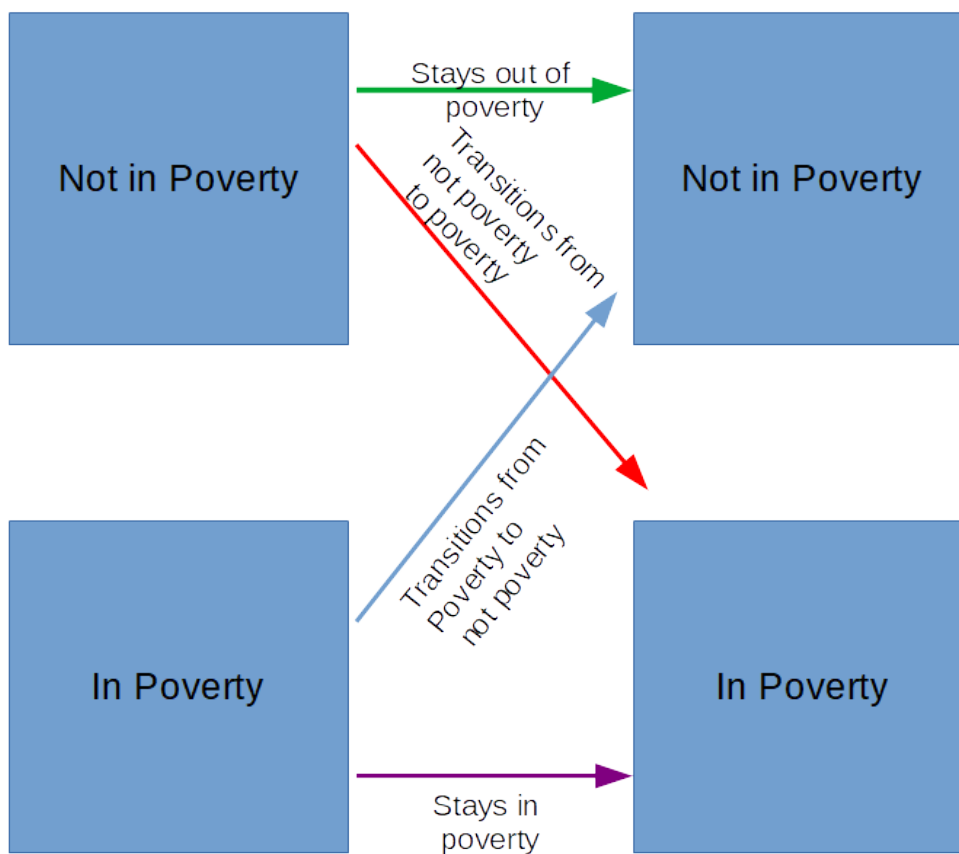 Not in Poverty
Stays out of
poverty
Not in Poverty
Transitions from
not poverty
to poverty
Transitions from
Poverty to
not poverty
In Poverty
In Poverty
Stays in
poverty